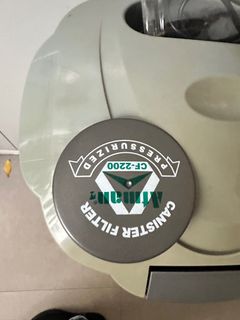 CANISTER FILTER
Atman
PRESSURIZED
CF-2200